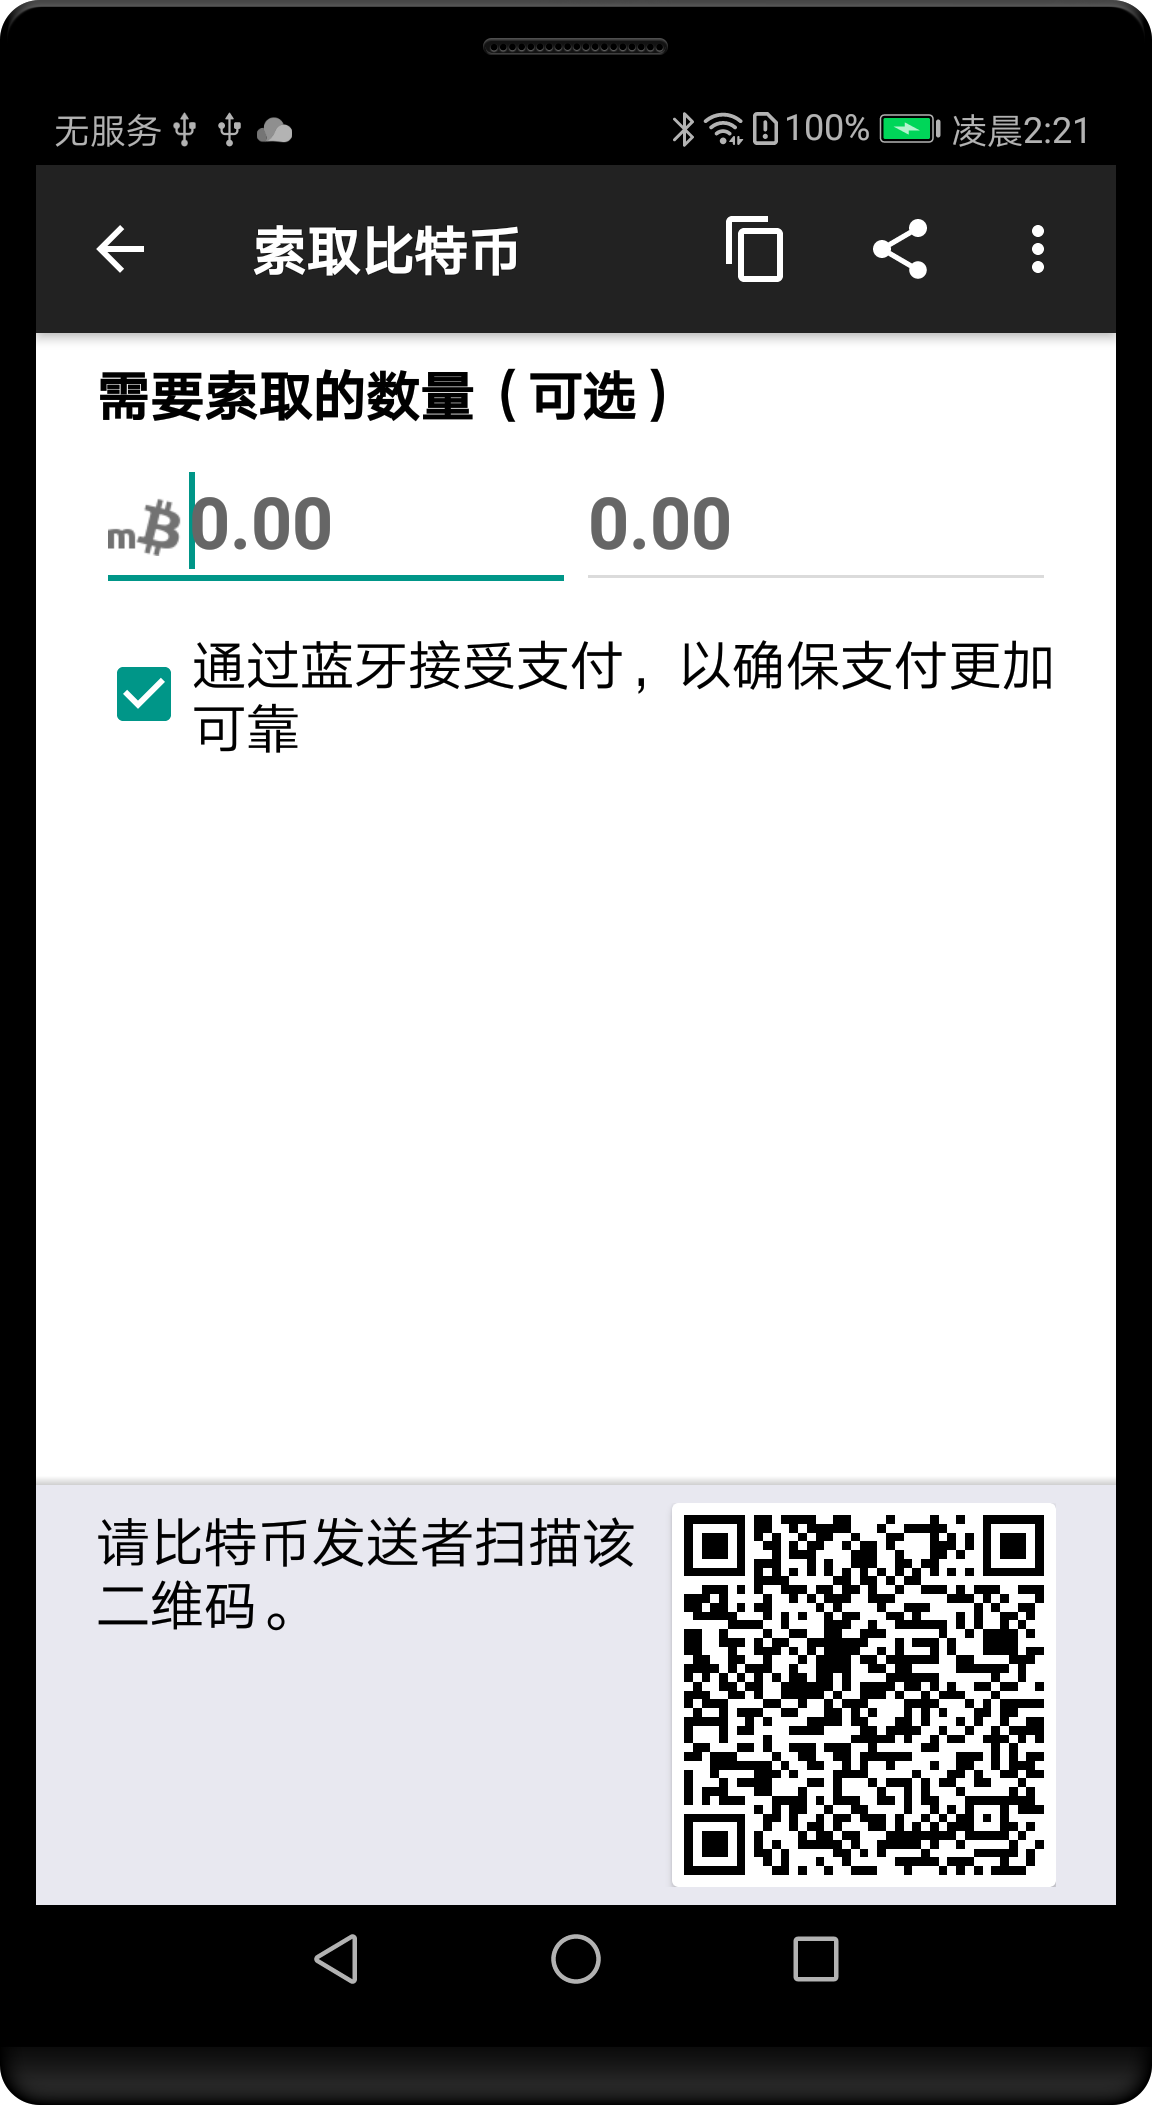 无服务 100% 凌晨2:21
索取比特币
需要索取的数量（可选）
m₿0.00 0.00
通过蓝牙接受支付，以确保支付更加
可靠
请比特币发送者扫描该
二维码。